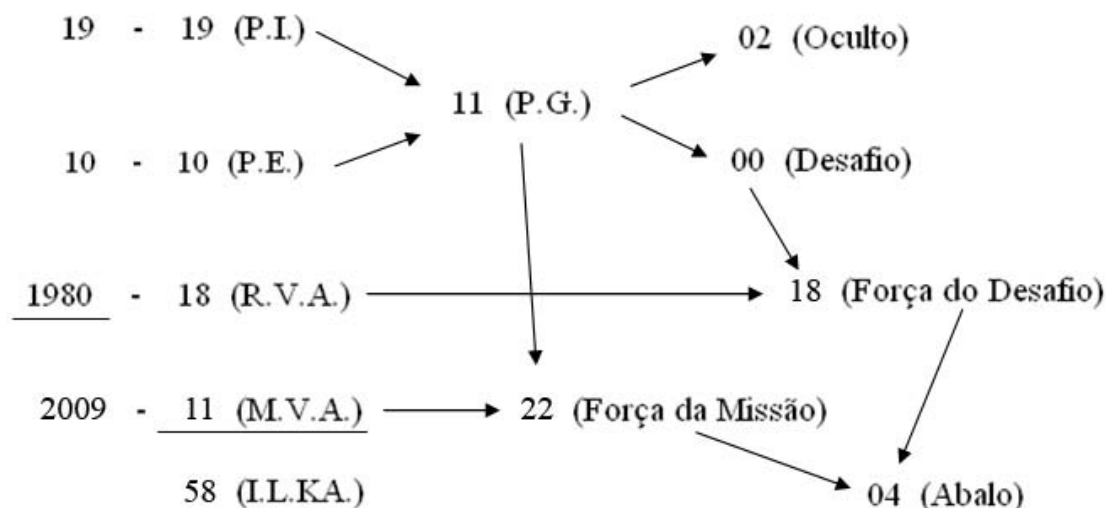 19 - 19 (P.I.)
02 (Oculto)
11 (P.G.)
10 - 10 (P.E.)
00 (Desafio)
1980 - 18 (R.V.A.)
18 (Força do Desafio)
2009 - 11 (M.V.A.)
22 (Força da Missão)
58 (I.L.KA.)
04 (Abalo)